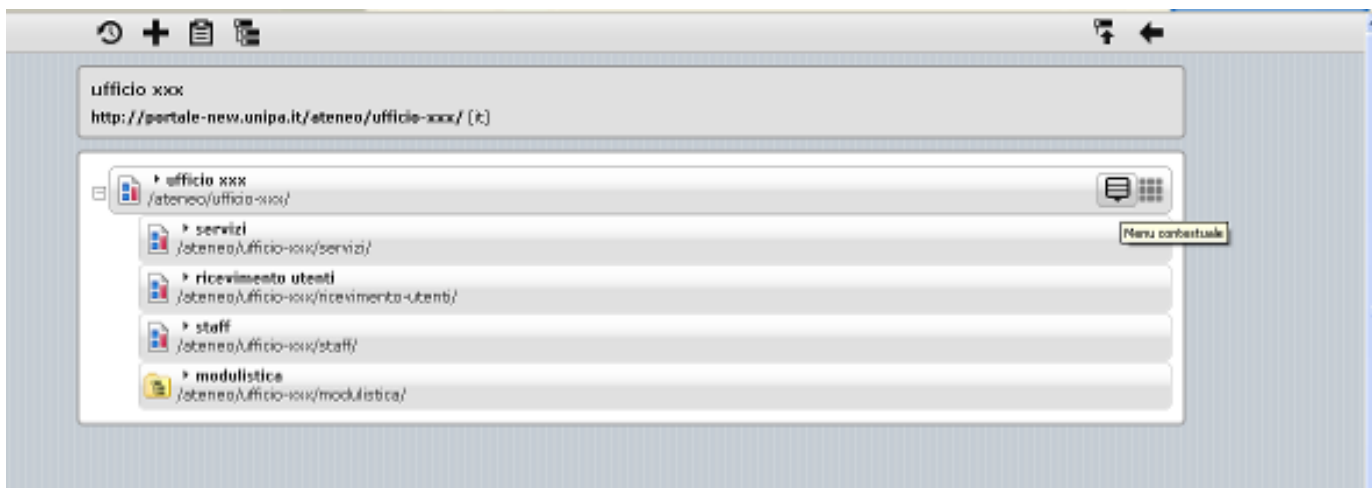 ufficio xxx
http://portale-new.unipa.it/ateneo/ufficio-xxx/ (it)
ufficio xxx
/ateneo/ufficio-xxx/
servizi
/ateneo/ufficio-xxx/servizi/
Menu contestuale
ricevimento utenti
/ateneo/ufficio-xxx/ricevimento-utenti/
staff
/ateneo/ufficio-xxx/staff/
modulistica
/ateneo/ufficio-xxx/modulistica/